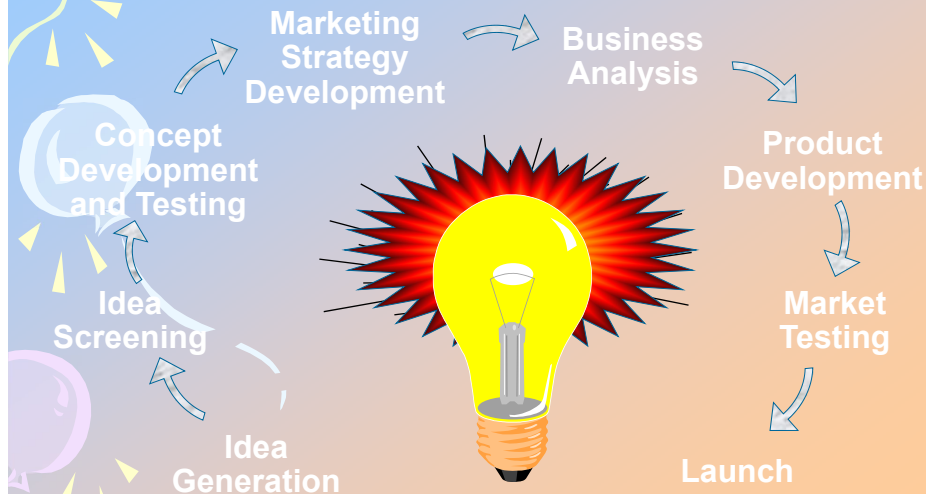 Marketing
Strategy
Development
Business
Analysis
Concept
Development
and Testing
Product
Development
Idea
Screening
Market
Testing
Idea
Generation
Launch